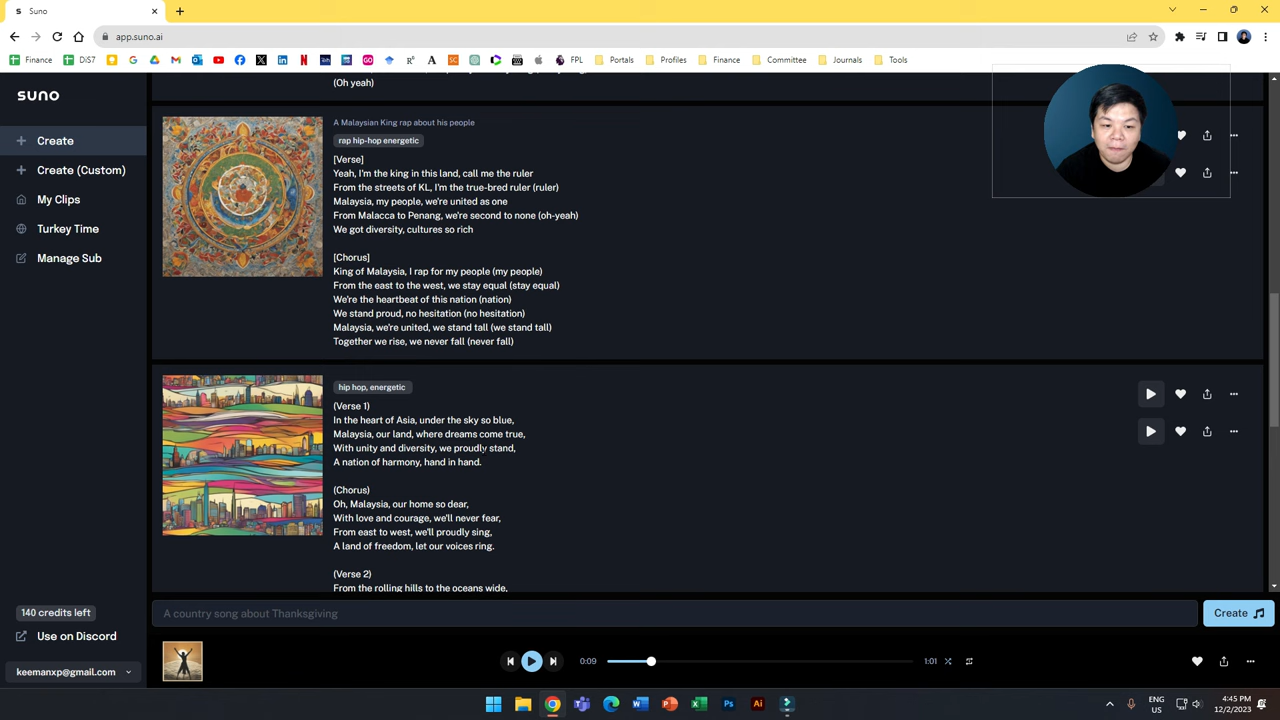 Suno
app.suno.ai
Finance
DiS7
FPL
Portals
Profiles
Finance
Committee
Journals
Tools
SUNO
Create
Create (Custom)
My Clips
Turkey Time
Manage Sub
140 credits left
Use on Discord
keemanxp@gmail.com
(Oh yeah)
A Malaysian King rap about his people
rap hip-hop energetic
[Verse]
Yeah, I'm the king in this land, call me the ruler
From the streets of KL, I'm the true-bred ruler (ruler)
Malaysia, my people, we're united as one
From Malacca to Penang, we're second to none (oh-yeah)
We got diversity, cultures so rich
[Chorus]
King of Malaysia, I rap for my people (my people)
From the east to the west, we stay equal (stay equal)
We're the heartbeat of this nation (nation)
We stand proud, no hesitation (no hesitation)
Malaysia, we're united, we stand tall (we stand tall)
Together we rise, we never fall (never fall)
hip hop, energetic
(Verse 1)
In the heart of Asia, under the sky so blue,
Malaysia, our land, where dreams come true,
With unity and diversity, we proudly stand,
A nation of harmony, hand in hand.
(Chorus)
Oh, Malaysia, our home so dear,
With love and courage, we'll never fear,
From east to west, we'll proudly sing,
A land of freedom, let our voices ring.
(Verse 2)
From the rolling hills to the oceans wide,
A country song about Thanksgiving
Create
0:09
1:01
ENG
US
4:45 PM
12/2/2023